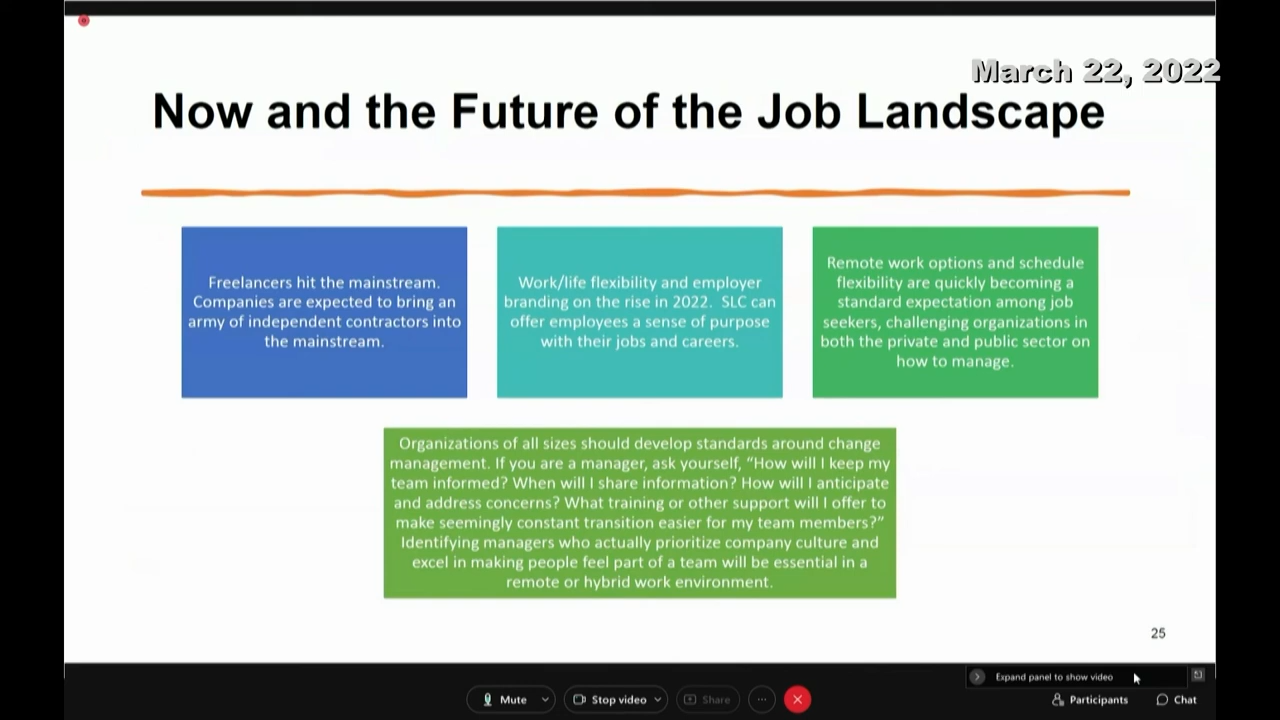 March 22, 2022
Now and the Future of the Job Landscape
Freelancers hit the mainstream.
Companies are expected to bring an
army of independent contractors into
the mainstream.
Work/life flexibility and employer
branding on the rise in 2022.  SLC can
offer employees a sense of purpose
with their jobs and careers.
Remote work options and schedule
flexibility are quickly becoming a
standard expectation among job
seekers, challenging organizations in
both the private and public sector on
how to manage.
Organizations of all sizes should develop standards around change
management. If you are a manager, ask yourself, “How will I keep my
team informed? When will I share information? How will I anticipate
and address concerns? What training or other support will I offer to
make seemingly constant transition easier for my team members?”
Identifying managers who actually prioritize company culture and
excel in making people feel part of a team will be essential in a
remote or hybrid work environment.
25
Expand panel to show video
Mute
Stop video
Share
Participants
Chat